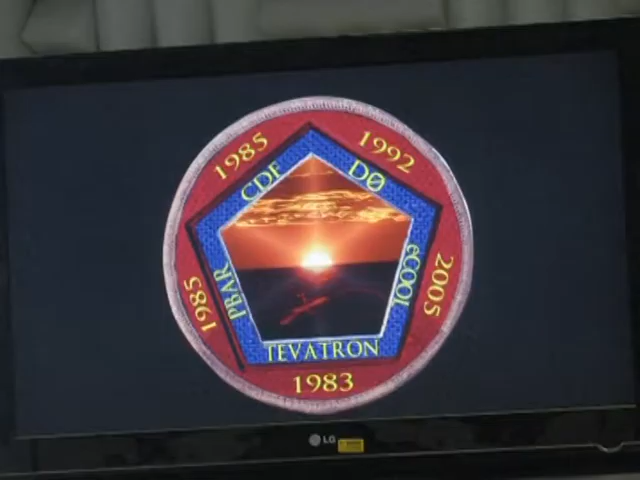 1985
1992
CDF
DØ
PBAR
eCOOL
1985
2005
TEVATRON
1983
LG